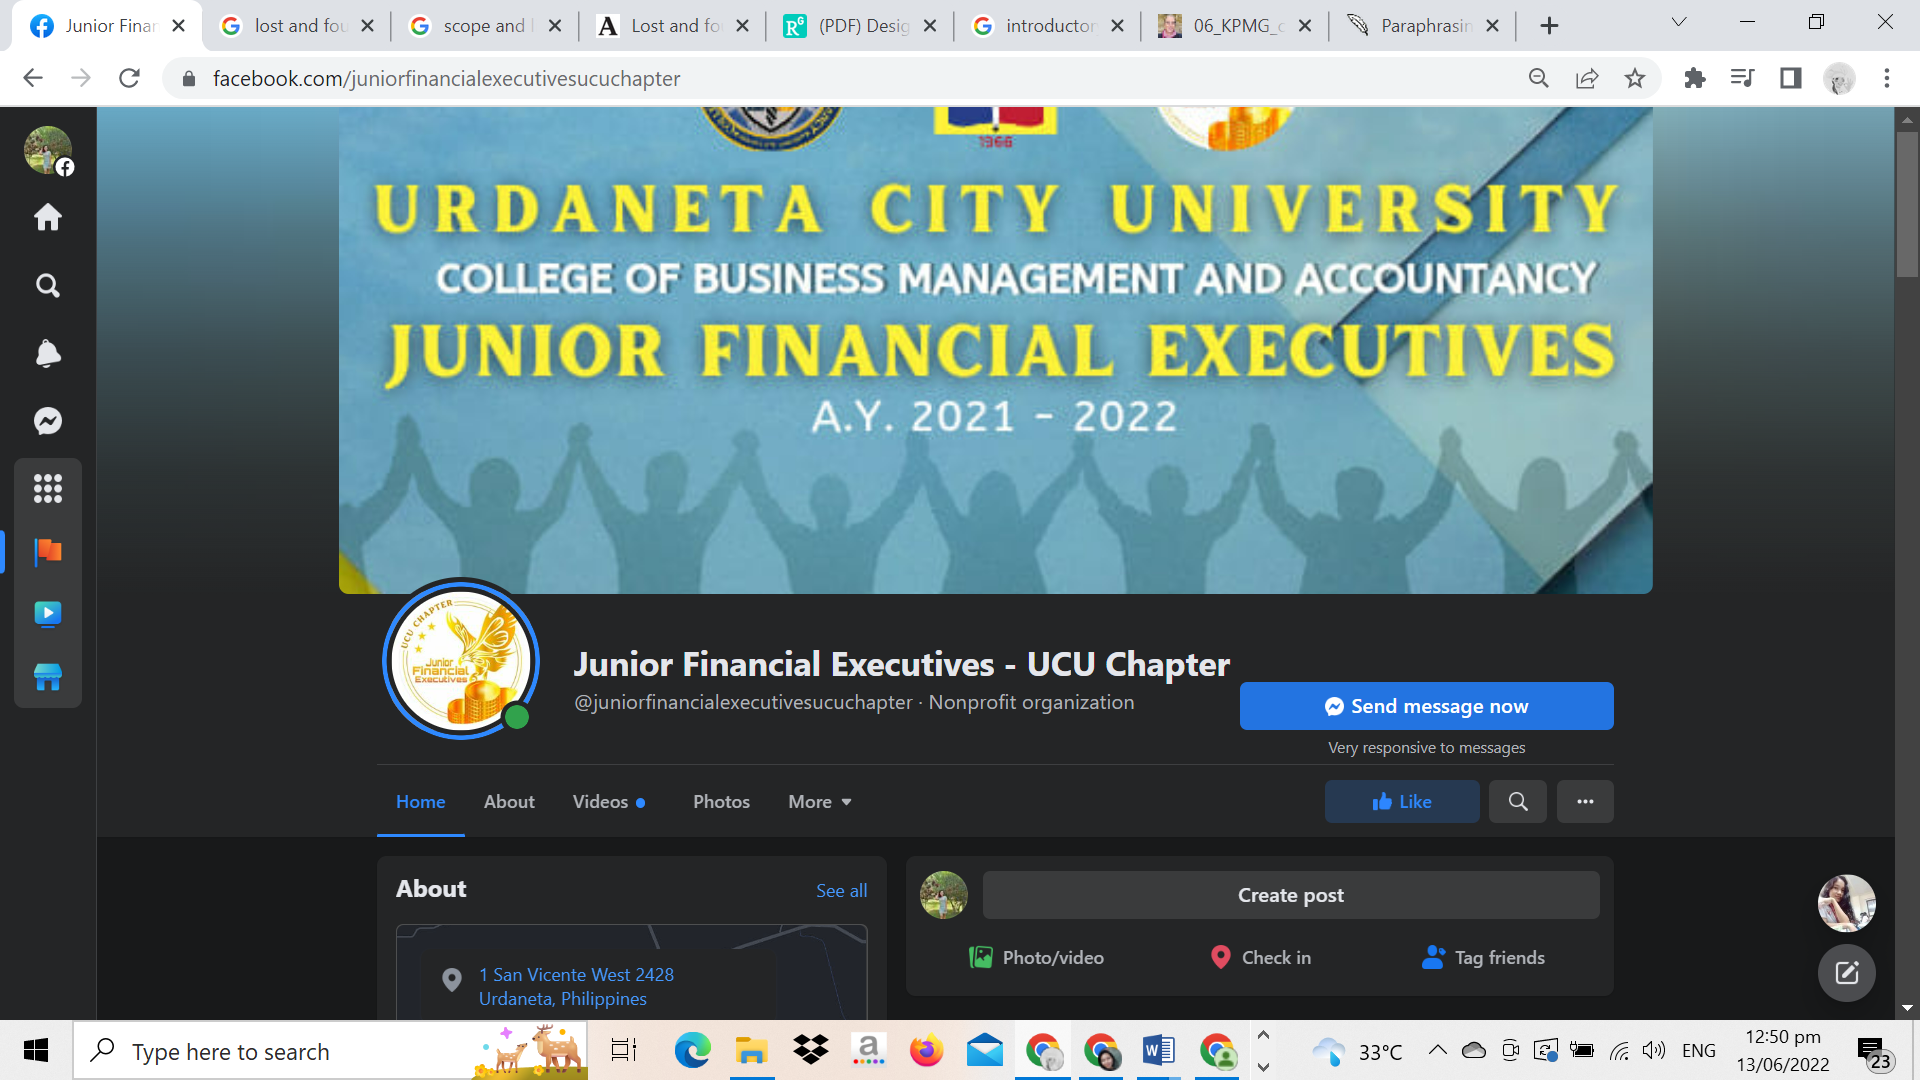 Junior Finar
lost and fou
scope and l
Lost and fo
(PDF) Desig
introductor
06_KPMG_c
Paraphrasin
facebook.com/juniorfinancialexecutivesucuchapter
1966
URDANETA CITY UNIVERSITY
COLLEGE OF BUSINESS MANAGEMENT AND ACCOUNTANCY
JUNIOR FINANCIAL EXECUTIVES
A.Y. 2021 - 2022
UCU CHAPTER
Junior
Financial
Executives
Junior Financial Executives - UCU Chapter
@juniorfinancialexecutivesucuchapter · Nonprofit organization
Send message now
Very responsive to messages
Home
About
Videos
Photos
More
Like
About
See all
Create post
Photo/video
Check in
Tag friends
1 San Vicente West 2428
Urdaneta, Philippines
Type here to search
33°C
ENG
12:50 pm
13/06/2022
23